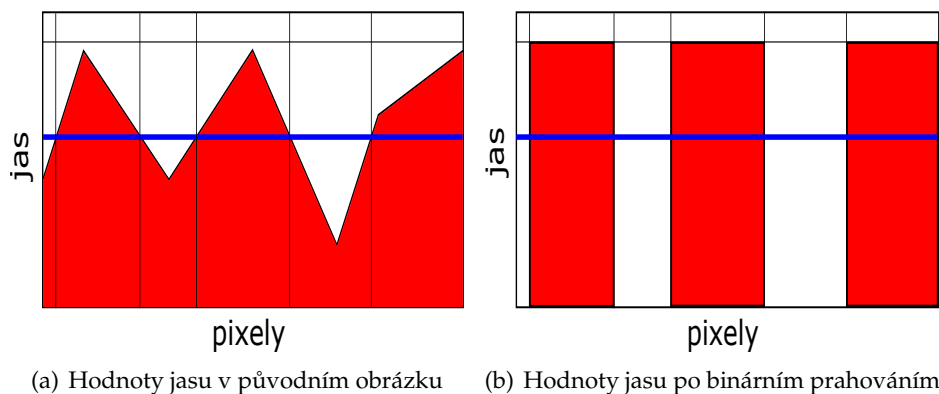 jas
pixely
(a) Hodnoty jasu v původním obrázku
jas
pixely
(b) Hodnoty jasu po binárním prahováním